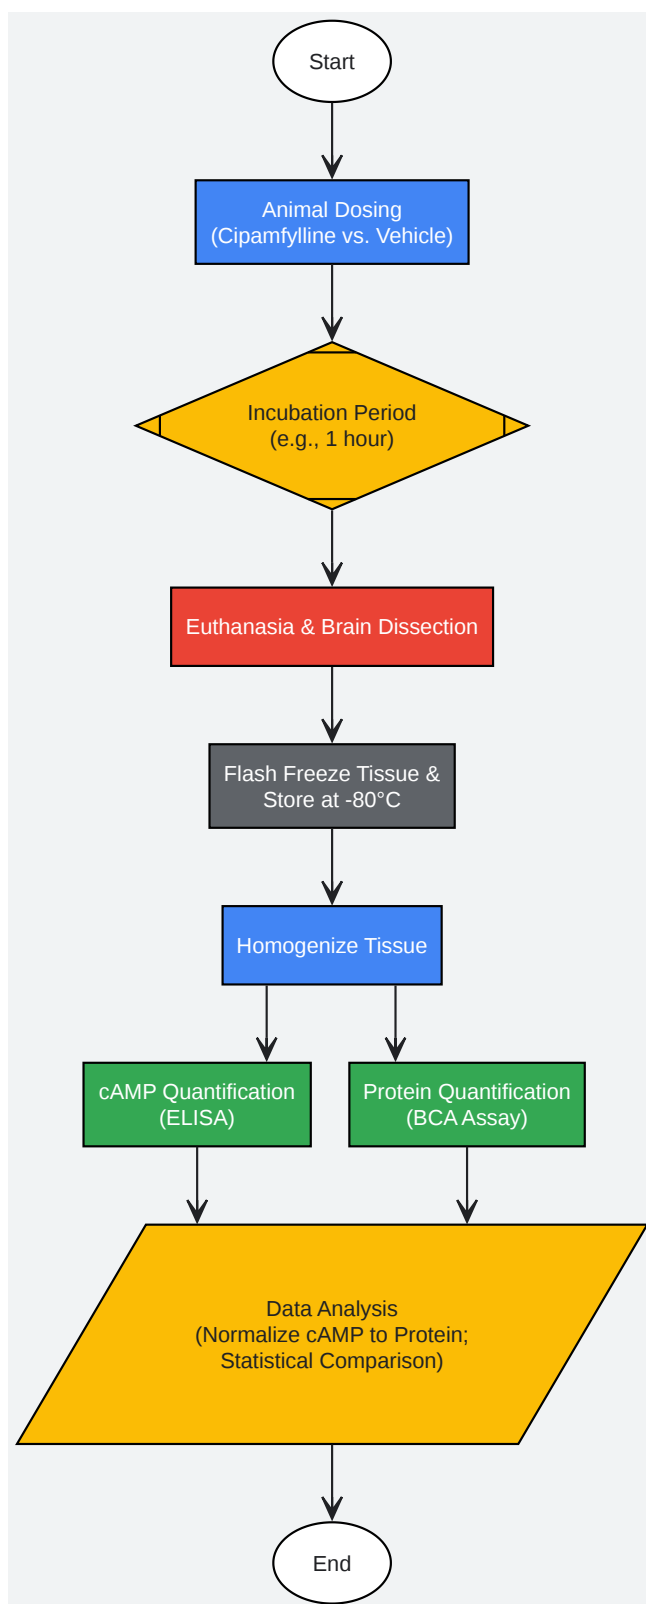 Start
Animal Dosing
(Cipamfylline vs. Vehicle)
Incubation Period
(e.g., 1 hour)
Euthanasia & Brain Dissection
Flash Freeze Tissue &
Store at -80°C
Homogenize Tissue
cAMP Quantification
(ELISA)
Protein Quantification
(BCA Assay)
Data Analysis
(Normalize cAMP to Protein;
Statistical Comparison)
End